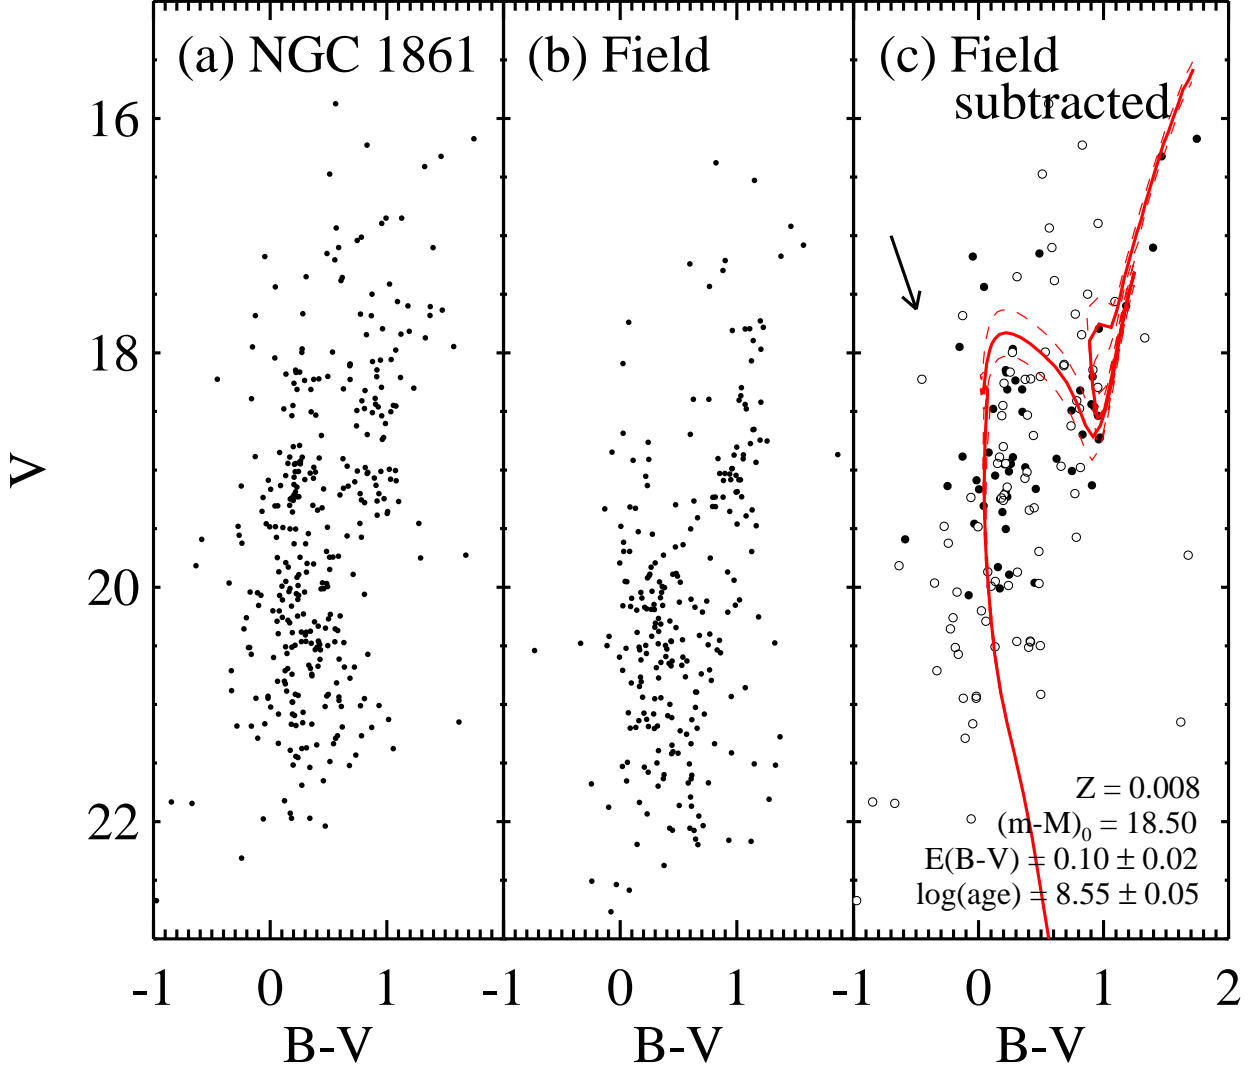 (a) NGC 1861
(b) Field
(c) Field
subtracted
16
18
20
22
V
Z = 0.008
(m-M)₀ = 18.50
E(B-V) = 0.10 ± 0.02
log(age) = 8.55 ± 0.05
-1 0 1 -1 0 1 0 1 2
B-V B-V B-V